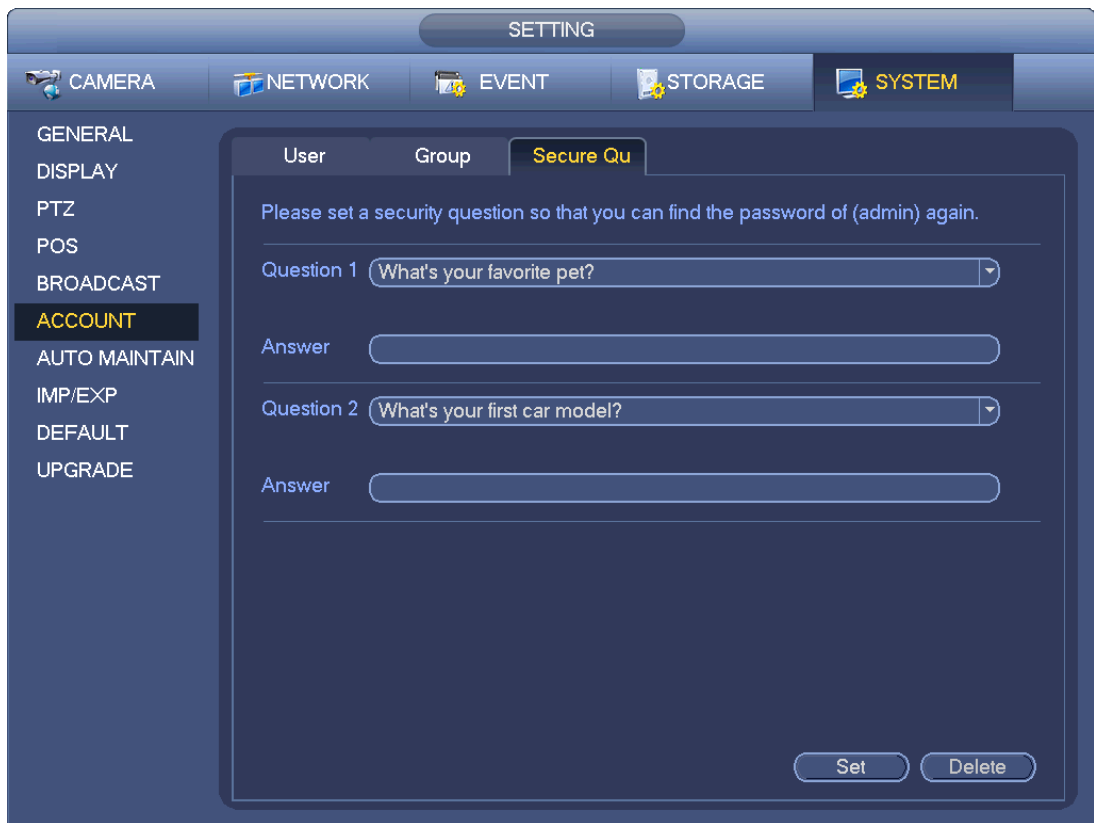 SETTING
CAMERA NETWORK EVENT STORAGE SYSTEM
GENERAL
DISPLAY
PTZ
POS
BROADCAST
ACCOUNT
AUTO MAINTAIN
IMP/EXP
DEFAULT
UPGRADE
User Group Secure Qu
Please set a security question so that you can find the password of (admin) again.
Question 1 What's your favorite pet?
Answer
Question 2 What's your first car model?
Answer
Set Delete